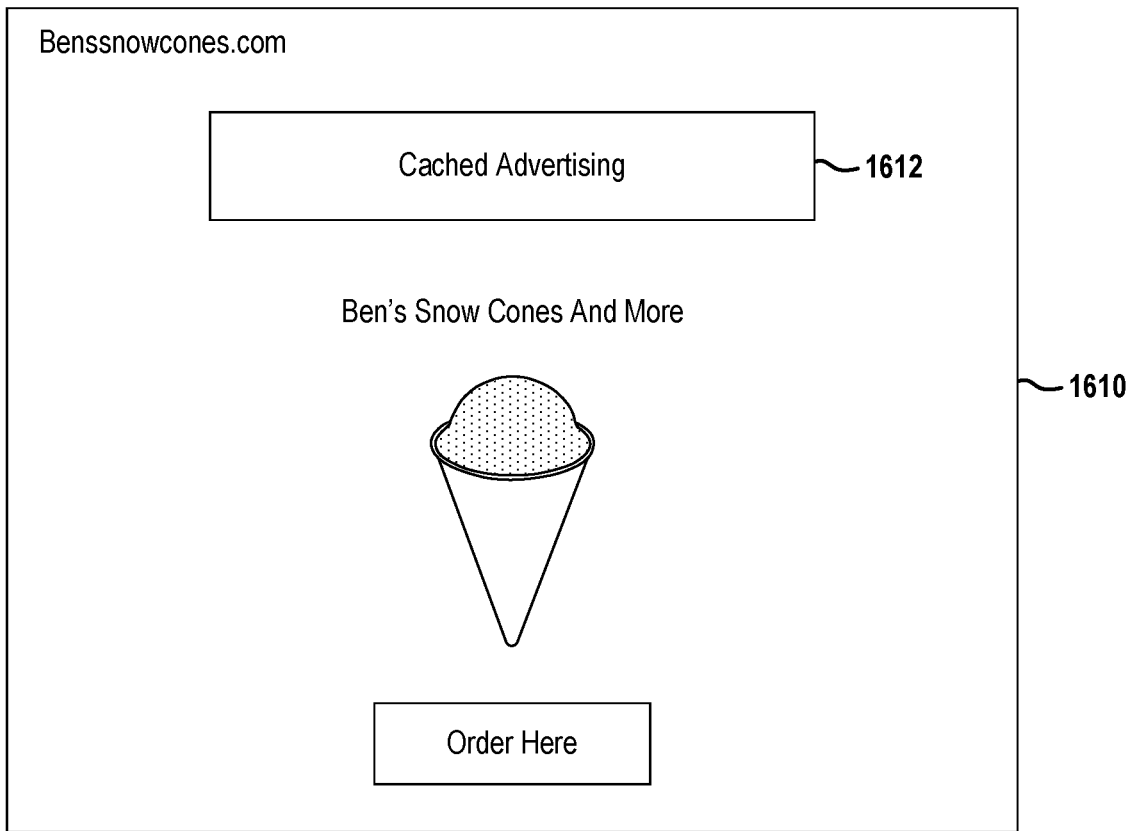 Benssnowcones.com
Cached Advertising
1612
Ben's Snow Cones And More
1610
Order Here